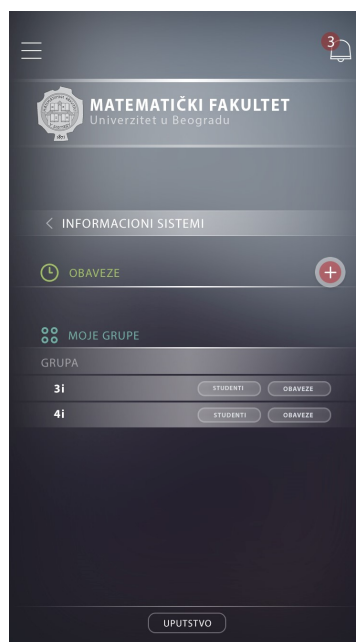 3
MATEMATIČKI FAKULTET
Univerzitet u Beogradu
< INFORMACIONI SISTEMI
OBAVEZE
+
MOJE GRUPE
GRUPA
3i STUDENTI OBAVEZE
4i STUDENTI OBAVEZE
UPUTSTVO